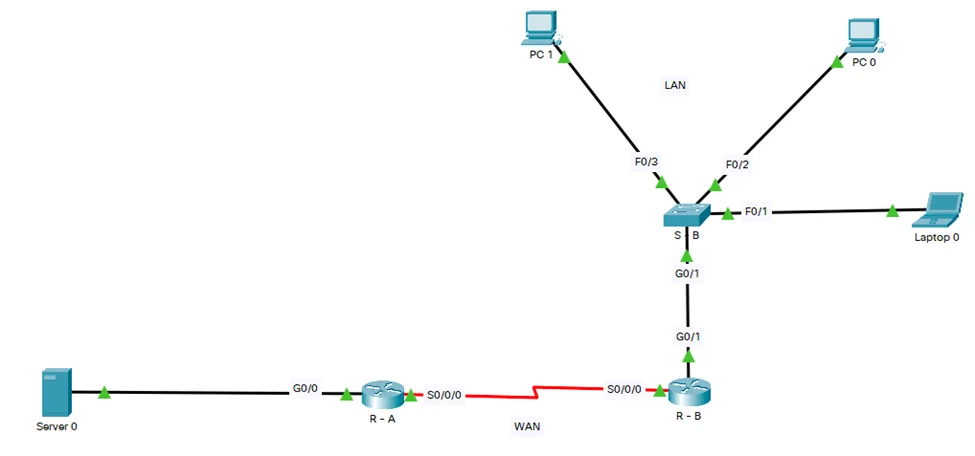 PC 1
PC 0
LAN
F0/3
F0/2
F0/1
S - B
Laptop 0
G0/1
G0/1
G0/0
S0/0/0
S0/0/0
Server 0
R - A
R - B
WAN